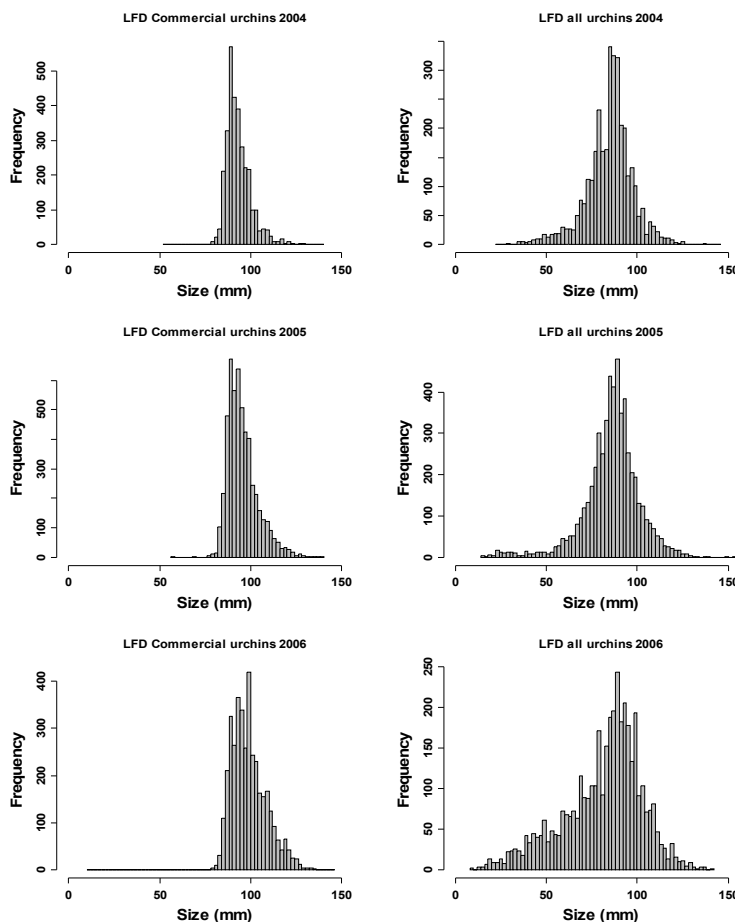 LFD Commercial urchins 2004
Frequency
0 100 200 300 400 500
0 50 100 150
Size (mm)
LFD all urchins 2004
Frequency
0 50 100 200 300
0 50 100 150
Size (mm)
LFD Commercial urchins 2005
Frequency
0 100 300 500
0 50 100 150
Size (mm)
LFD all urchins 2005
Frequency
0 100 200 300 400
0 50 100 150
Size (mm)
LFD Commercial urchins 2006
Frequency
0 100 200 300 400
0 50 100 150
Size (mm)
LFD all urchins 2006
Frequency
0 50 100 150 200 250
0 50 100 150
Size (mm)